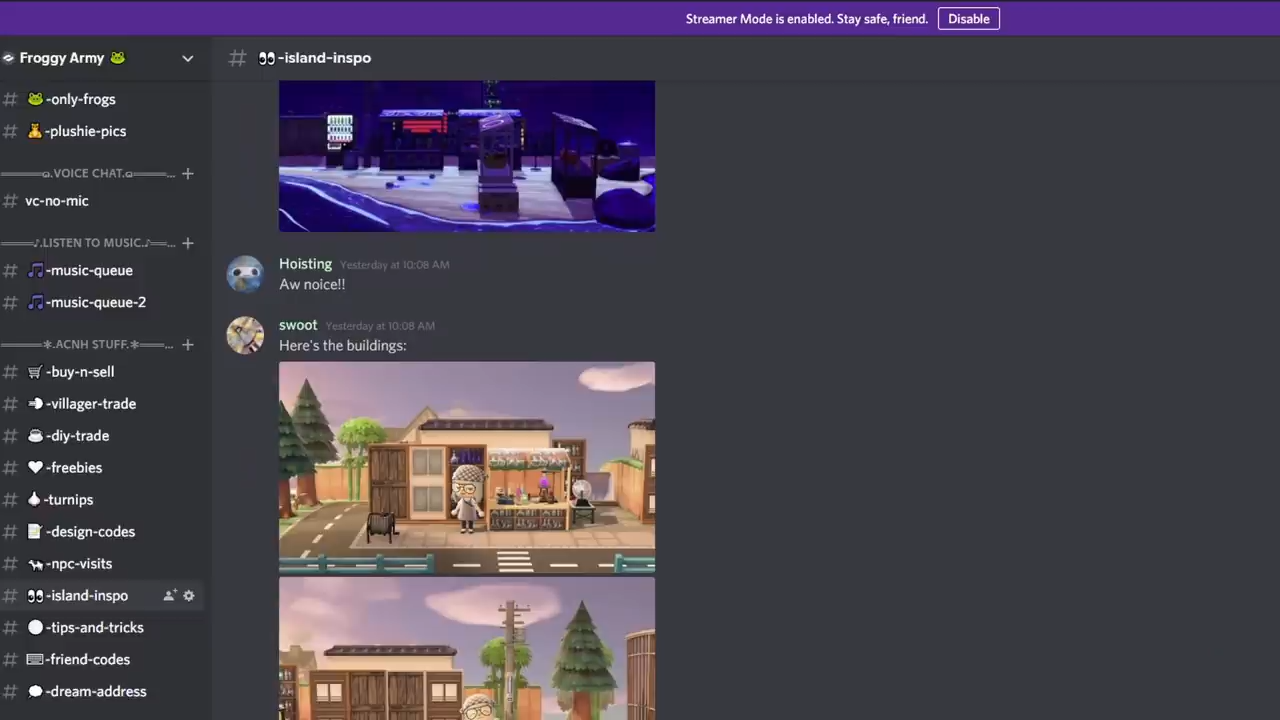 Streamer Mode is enabled. Stay safe, friend. Disable
Froggy Army 🐸
# 👀-island-inspo
# 🐸-only-frogs
# 🧸-plushie-pics
VOICE CHAT
# vc-no-mic
♪.LISTEN TO MUSIC.♪
# 🎵-music-queue
# 🎵-music-queue-2
*.ACNH STUFF.*
# 🛒-buy-n-sell
# -villager-trade
# -diy-trade
# -freebies
# -turnips
# 📝-design-codes
# -npc-visits
# 👀-island-inspo
# -tips-and-tricks
# -friend-codes
# -dream-address
Hoisting Yesterday at 10:08 AM
Aw noice!!
swoot Yesterday at 10:08 AM
Here's the buildings: